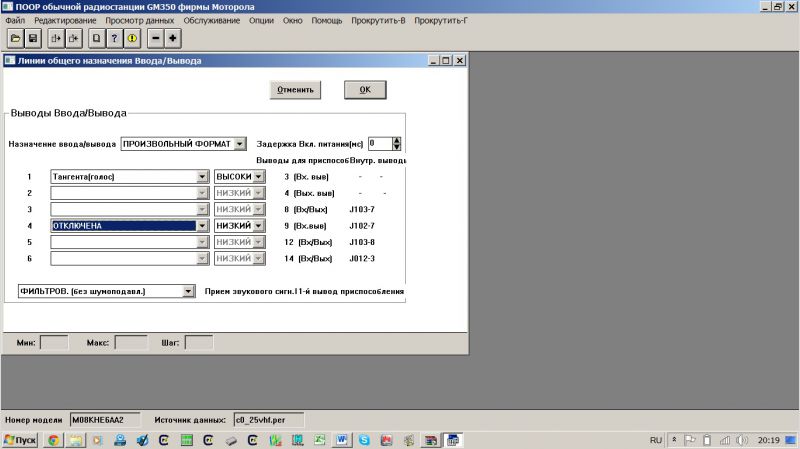 ПООР обычной радиостанции GM350 фирмы Моторола
Файл Редактирование Просмотр данных Обслуживание Опции Окно Помощь Прокрутить-В Прокрутить-Г
Линии общего назначения Ввода/Вывода
Отменить OK
Выводы Ввода/Вывода
Назначение ввода/вывода ПРОИЗВОЛЬНЫЙ ФОРМАТ Задержка Вкл. питания(мс) 0
Выводы для приспособ Внутр. выводы
1 Тангента(голос) ВЫСОКИ 3 (Вх. выв) - -
2 НИЗКИЙ 4 (Вых. выв) - -
3 НИЗКИЙ 8 (Вх/Вых) J103-7
4 ОТКЛЮЧЕНА НИЗКИЙ 9 (Вх.выв) J102-7
5 НИЗКИЙ 12 (Вх/Вых) J103-8
6 НИЗКИЙ 14 (Вх/Вых) J012-3
ФИЛЬТРОВ. (без шумоподавл.) Прием звукового сигн.11-й вывод приспособления
Мин: Макс: Шаг:
Номер модели M08KHE6AA2 Источник данных: c0_25vhf.per
Пуск RU 20:19